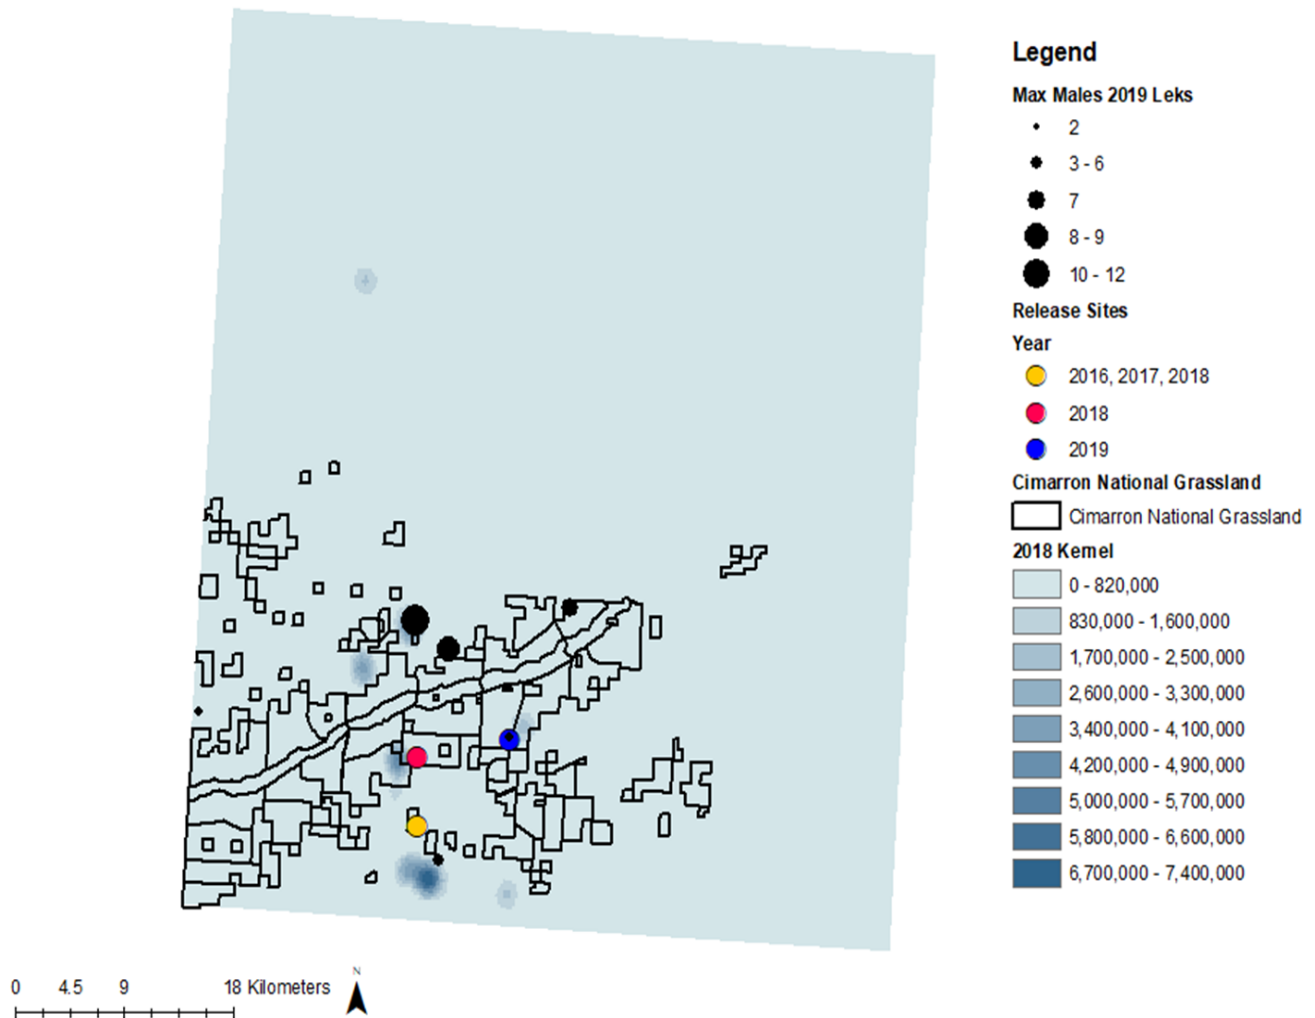 Legend
Max Males 2019 Leks
2
3 - 6
7
8 - 9
10 - 12
Release Sites
Year
2016, 2017, 2018
2018
2019
Cimarron National Grassland
Cimarron National Grassland
2018 Kernel
0 - 820,000
830,000 - 1,600,000
1,700,000 - 2,500,000
2,600,000 - 3,300,000
3,400,000 - 4,100,000
4,200,000 - 4,900,000
5,000,000 - 5,700,000
5,800,000 - 6,600,000
6,700,000 - 7,400,000
0 4.5 9 18 Kilometers
N